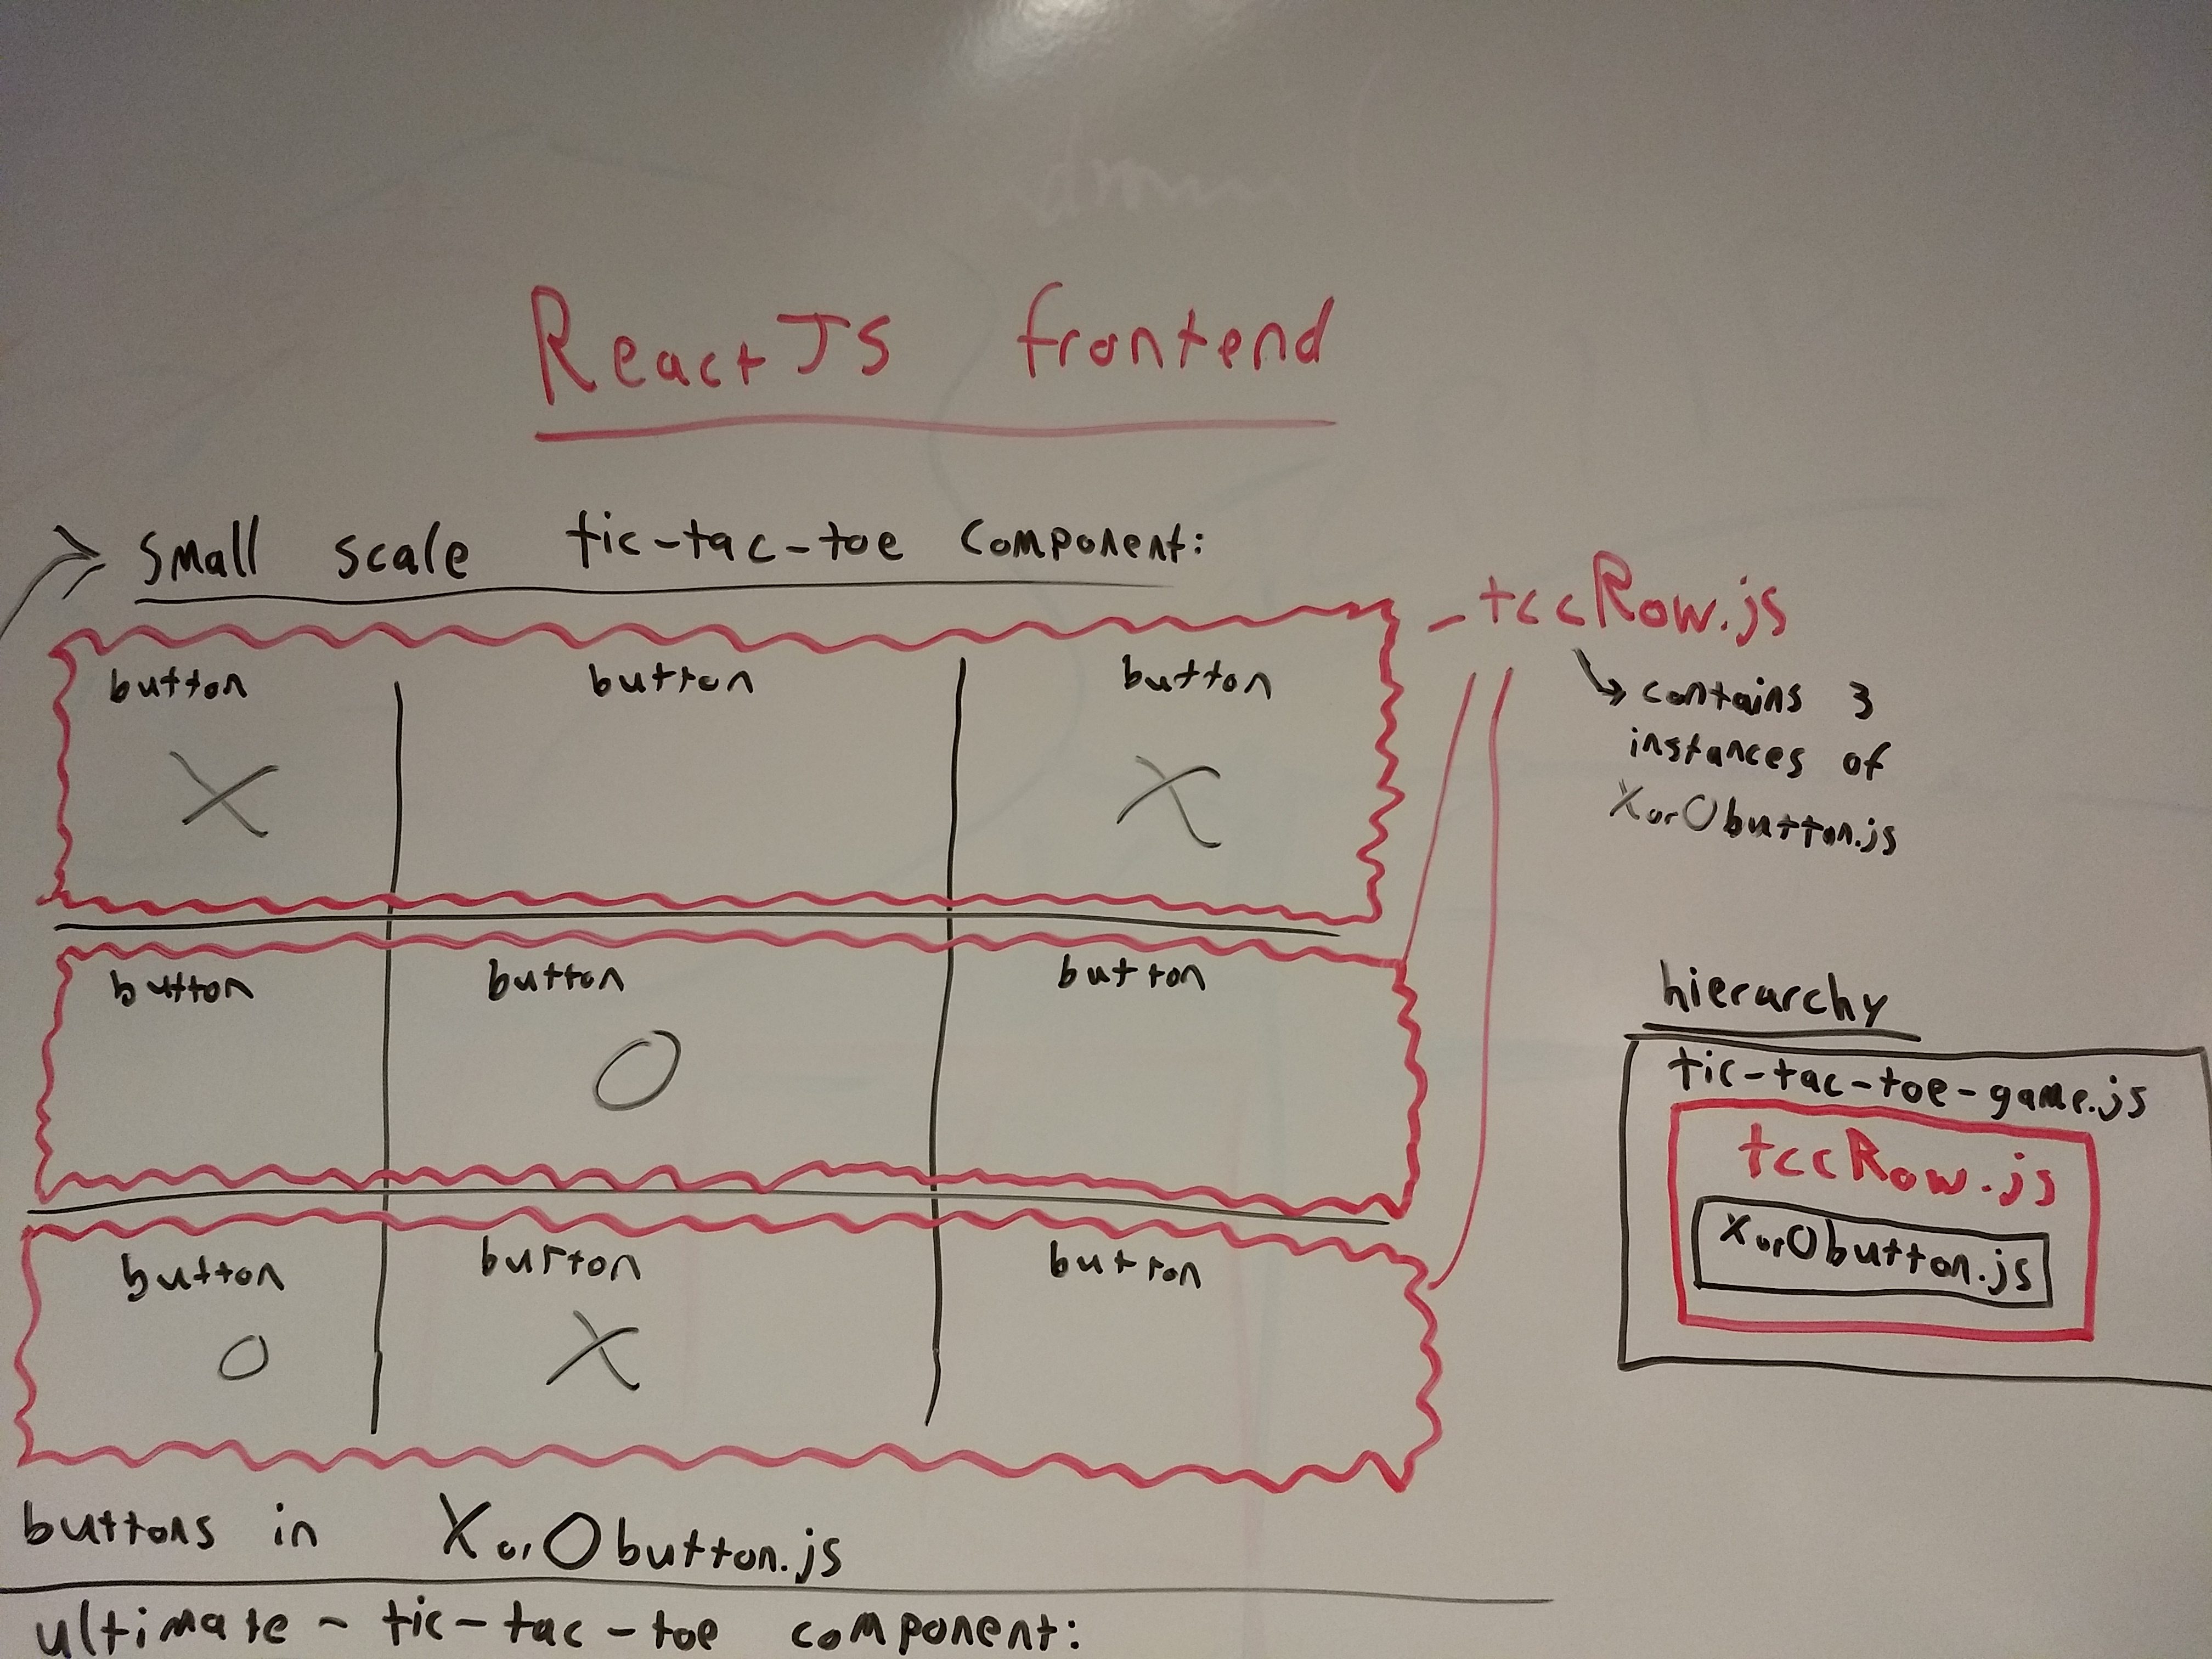 ReactJS frontend
small scale tic-tac-toe component:
tccRow.js
contains 3
instances of
XorObutton.js
button button button
X X
button button button
O
button button button
O X
buttons in XorObutton.js
hierarchy
tic-tac-toe-game.js
tccRow.js
XorObutton.js
ultimate-tic-tac-toe component: